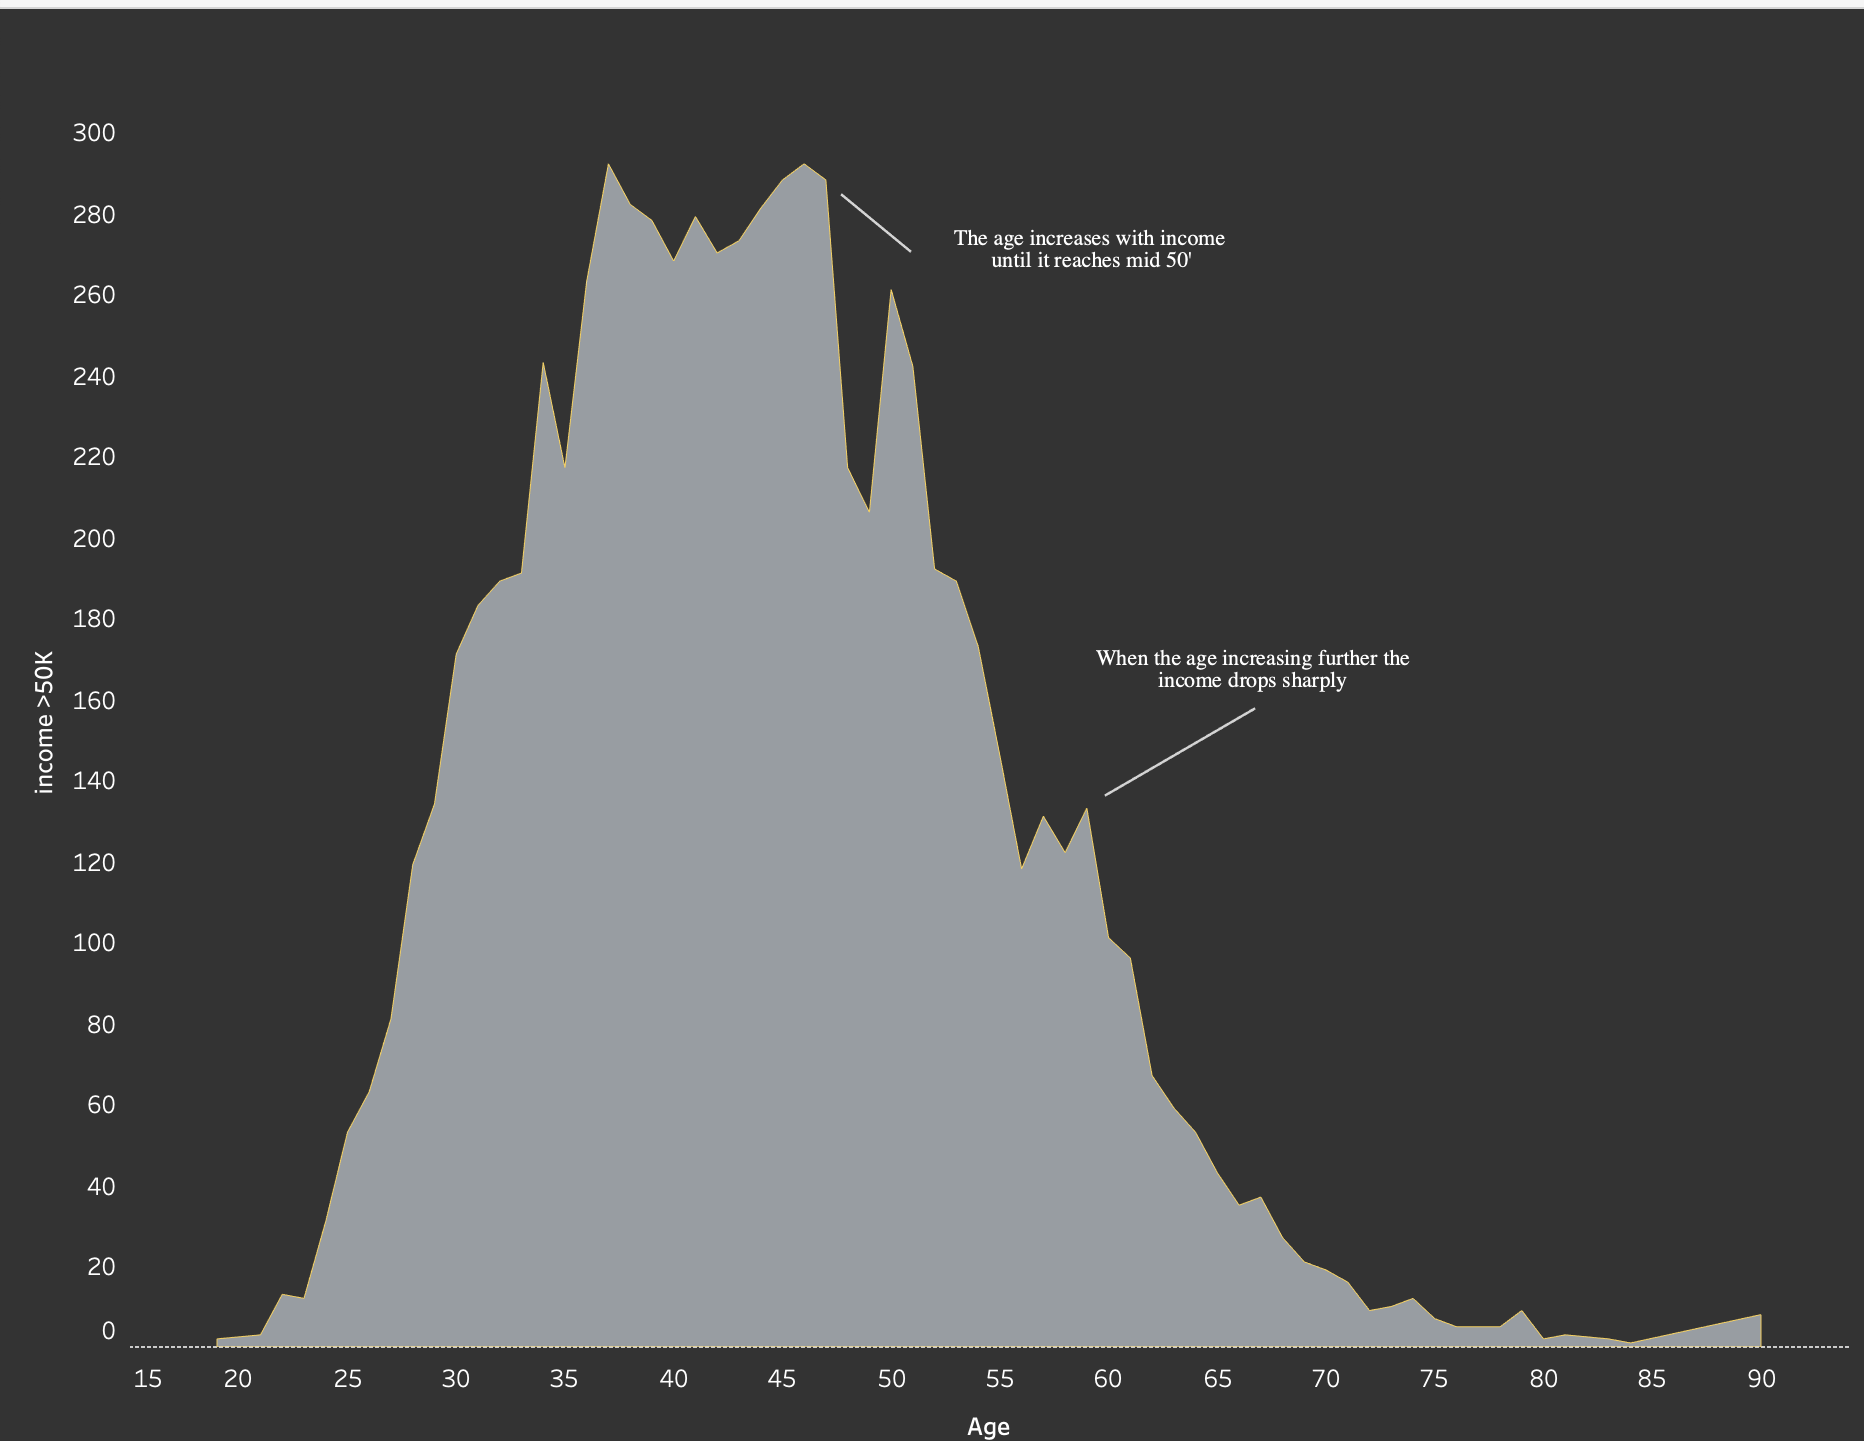 300
280
The age increases with income
until it reaches mid 50'
260
240
220
200
180
When the age increasing further the
income drops sharply
160
income >50K
140
120
100
80
60
40
20
0
15 20 25 30 35 40 45 50 55 60 65 70 75 80 85 90
Age